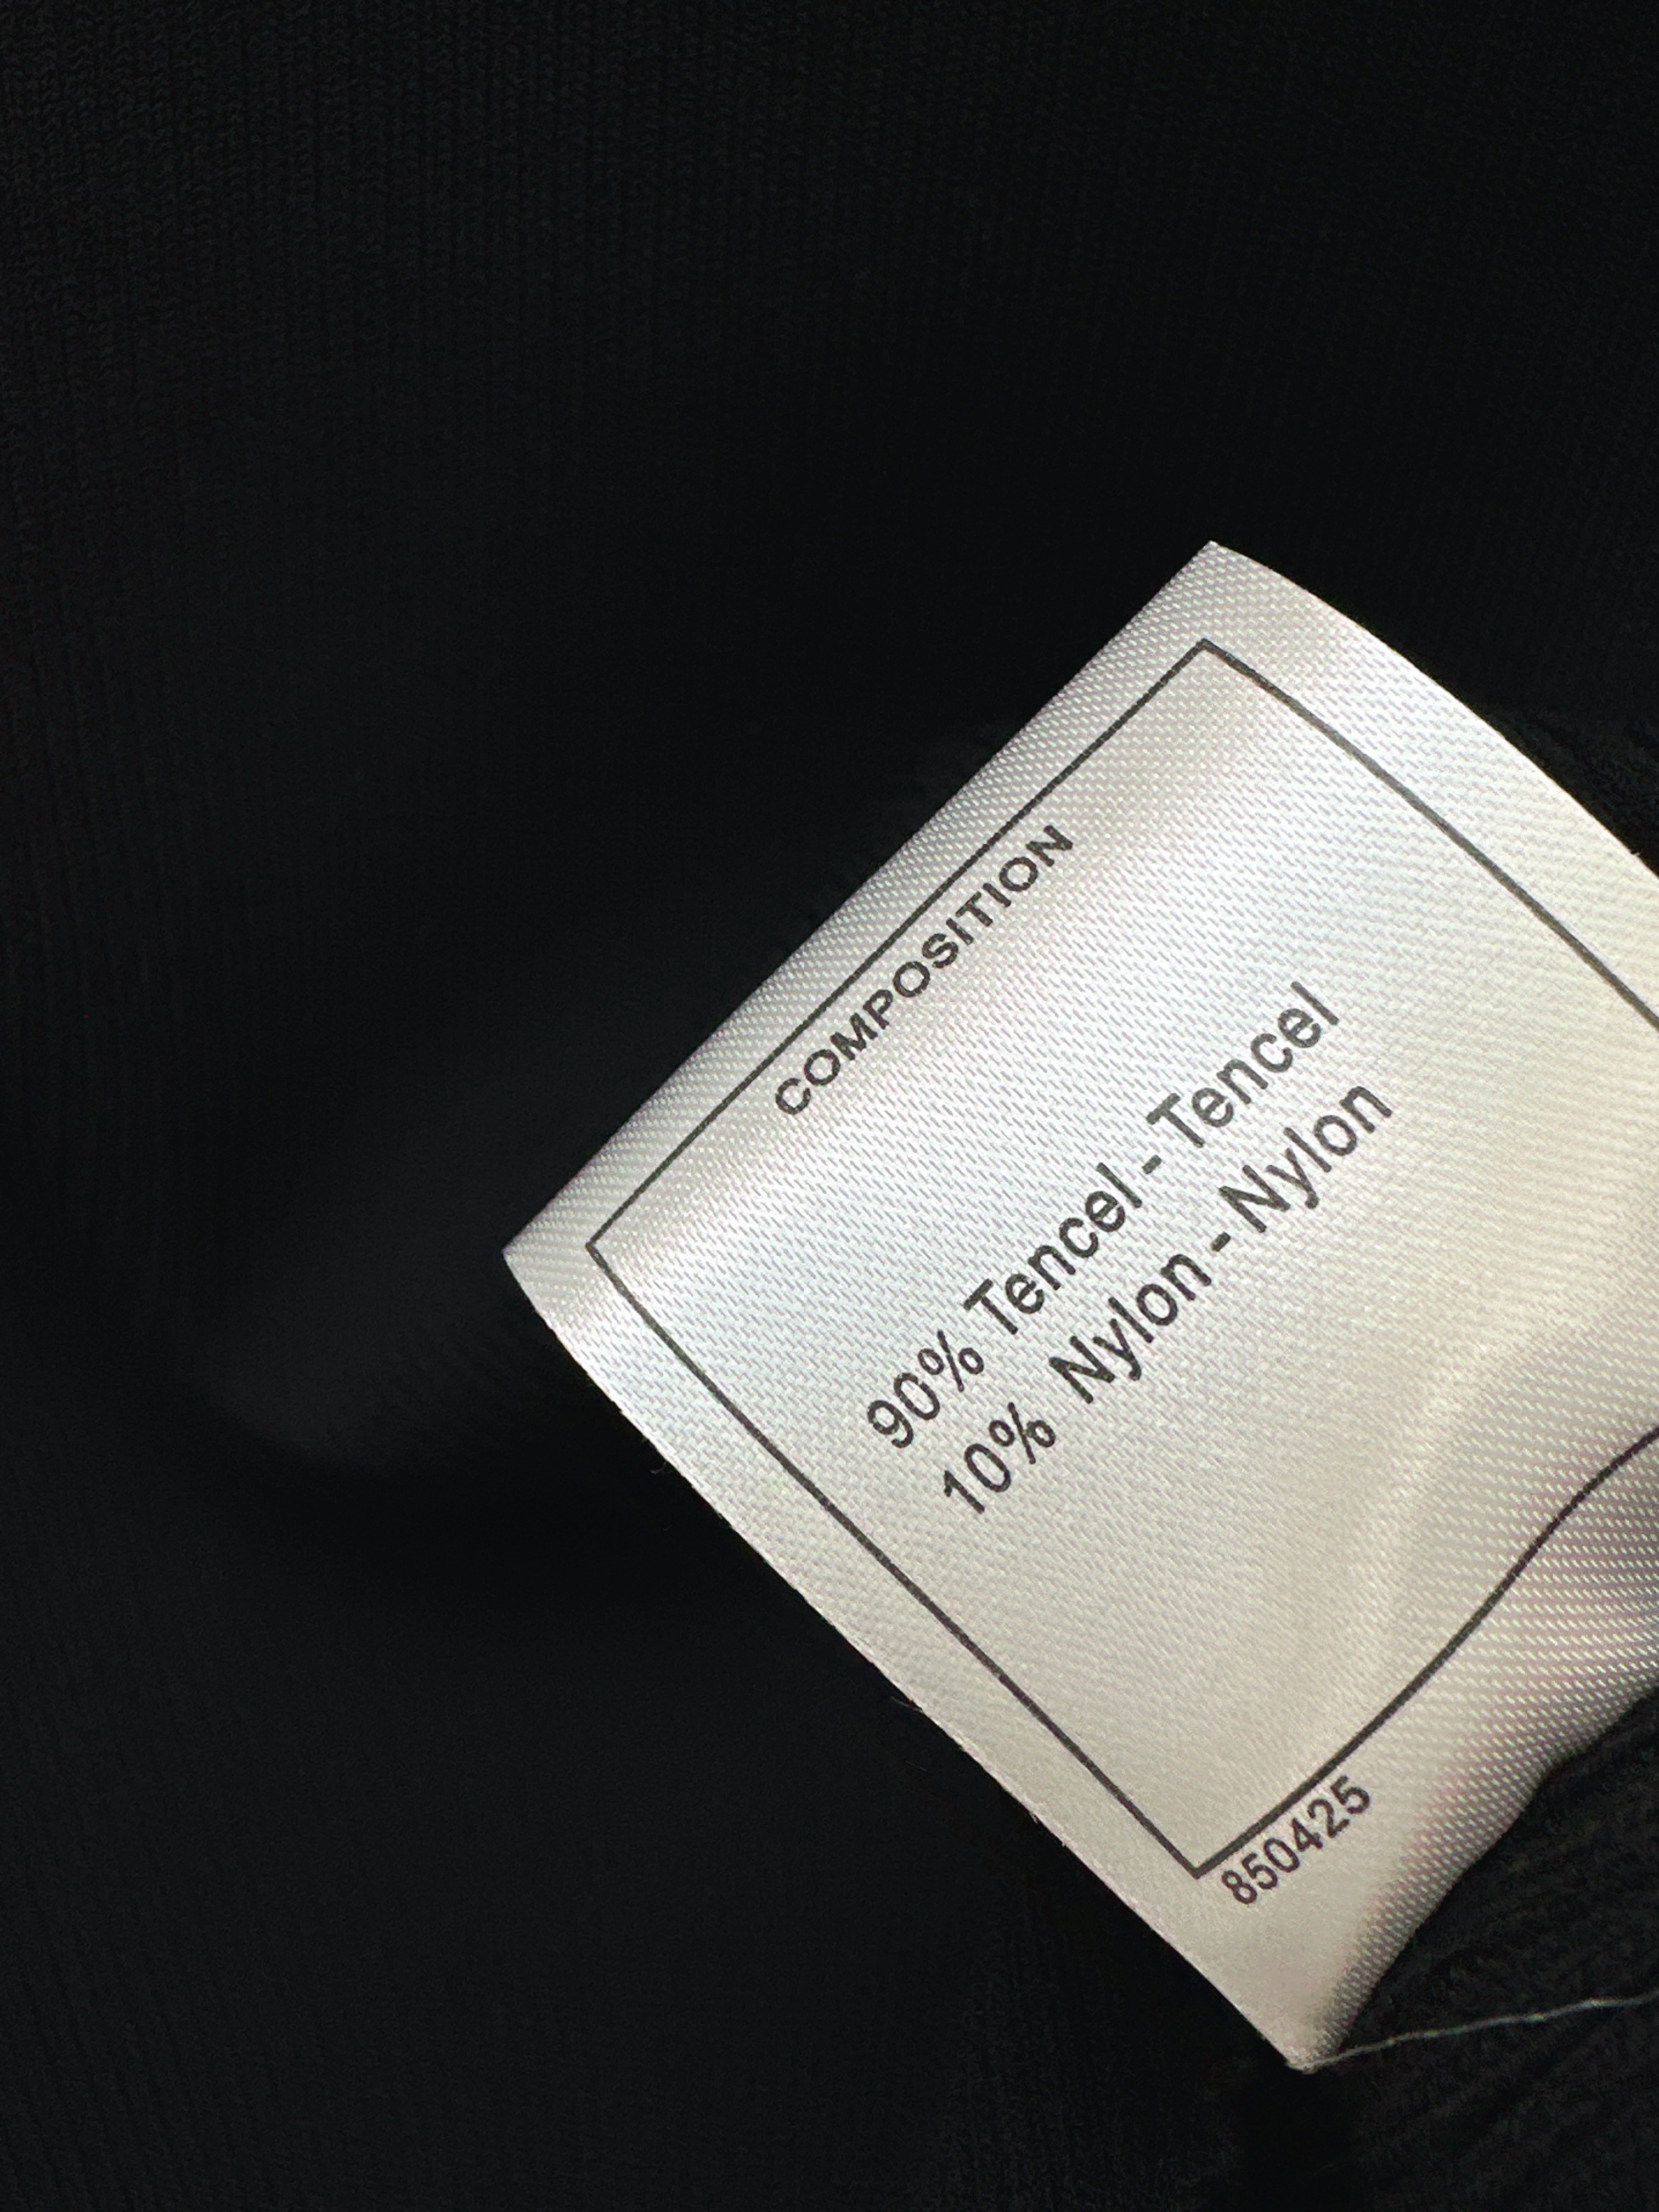 COMPOSITION
90% Tencel - Tencel
10% Nylon - Nylon
850425